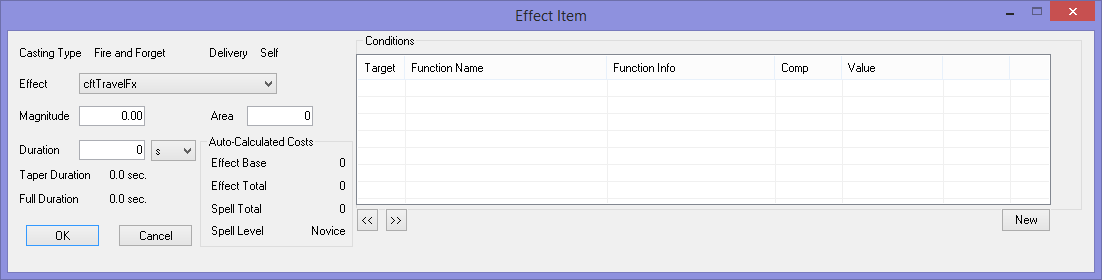 Effect Item
Casting Type Fire and Forget Delivery Self
Effect cftTravelFx
Magnitude 0.00 Area 0
Duration 0 s
Taper Duration 0.0 sec.
Full Duration 0.0 sec.
Auto-Calculated Costs
Effect Base 0
Effect Total 0
Spell Total 0
Spell Level Novice
OK Cancel
Conditions
Target Function Name Function Info Comp Value
<< >> New